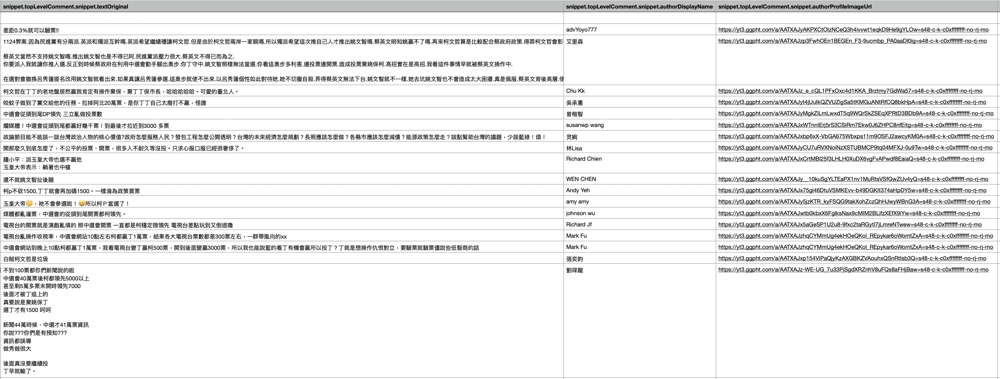 snippet.topLevelComment.snippet.textOriginal	snippet.topLevelComment.snippet.authorDisplayName	snippet.topLevelComment.snippet.authorProfileImageUrl
差距0.3%就可以驗票!!	advYoyo777	https://yt3.ggpht.com/a/AATXAJyAKPXCtOIzNCeQ3h4ivvwt1eqkD9He9gYLOw=s48-c-k-c0xffffffff-no-rj-mo
1124弊案.因為民進黨有分兩派.英派和獨派互幹嗎.英派希望繼續禮讓柯文哲.但是由於柯文哲兩岸一家親嗎.所以獨派希望這次推自己人才推出姚文智嗎.蔡英文明知姚贏不了嗎.再來柯文哲算是比較配合蔡政府政策.得罪柯文哲會影	艾里森	https://yt3.ggpht.com/a/AATXAJzp3FwhOEn1BEGEn_F3-9ucmbp_PA0aaDl0ig=s48-c-k-c0xffffffff-no-rj-mo
蔡英文當然不支持姚文智嗎.推出姚文智也是不得已阿.民進黨派壓力很大.蔡英文不得已而為之.
你要派人我就讓你推人選.反正到時候蔡政府在利用中選會動手腳出奧步.你丁守中.姚文智照樣無法當選.你看這奧步多利害.邊投票邊開票.造成投票棄姚保柯.高招實在是高招.我看這件事情早就被蔡英文操作中.
在選對會撤換呂秀蓮提名改用姚文智就看出來.如果真讓呂秀蓮參選.這奧步就使不出來.以呂秀蓮個性如此對待她.她不切腹自殺.弄得蔡英文無法下台.姚文智就不一樣.她去坑姚文智也不會造成太大困擾.真是佩服.蔡英文背後高層.使
柯文哲在丁丁的老地盤居然贏我肯定有操作棄保，棄丁丁保市長，哈哈哈哈哈。可愛的臺北人。	Chu Kk	https://yt3.ggpht.com/a/AATXAJz_e_cQL1PFxOxc4d1KKA_Brztmy7GdWa57=s48-c-k-c0xffffffff-no-rj-mo
咬蚊子做到了黨交給他的任務，拉掉阿北20萬票，是你丁丁自己太廢打不贏，怪誰	吳承憲	https://yt3.ggpht.com/a/AATXAJyt4jUuIkQZVUZigSa5tKMGuANtRfCQ8bkHpA=s48-c-k-c0xffffffff-no-rj-mo
中選會從頭到尾DP領先 三立亂做投票數	曾楷智	https://yt3.ggpht.com/a/AATXAJyMgkZiLmLwxdT5q9WQrSkZSEqXPRtD3BDb9A=s48-c-k-c0xffffffff-no-rj-mo
爛媒體！中選會從頭到尾都贏好幾千票！到最後才拉近到3000 多票	susanwp wang	https://yt3.ggpht.com/a/AATXAJxWTnnIErj5rS3CSiRm7Ekw0J6ZHPC8nfEitg=s48-c-k-c0xffffffff-no-rj-mo
政論節目能不能談一談台灣政治人物的核心價值?政府怎麼服務人民？發包工程怎麼公開透明？台灣的未來經濟怎麼規劃？長照應該怎麼做？各縣市應該怎麼減債？能源政策怎麼走？談點幫助台灣的議題，少談藍綠！煩！	灵婉	https://yt3.ggpht.com/a/AATXAJxbp6xX-VbGA675Wbxps11m9OSFJ2awcyKM0A=s48-c-k-c0xffffffff-no-rj-mo
開那麼久到底怎麼了，不公平的投票、開票，很多人不耐久等沒投。只求心服口服已經很奢侈了。	林Lisa	https://yt3.ggpht.com/a/AATXAJyCU7uRVXNoiNzXSTUBMCP9tq04MFXJ-0u9Tw=s48-c-k-c0xffffffff-no-rj-mo
鍾小平：派玉皇大帝也選不贏他	Richard Chien	https://yt3.ggpht.com/a/AATXAJxCrtMBl25f3LHLH0XuDX6vgFvAPwdf8EaiaQ=s48-c-k-c0xffffffff-no-rj-mo
玉皇大帝表示：躺著也中槍
還不就姚文智扯後腿	WEN CHEN	https://yt3.ggpht.com/a/AATXAJy__10kuSgYLTEaPX1nv1MuRtsVSfGwZUv4yQ=s48-c-k-c0xffffffff-no-rj-mo
柯p不砍1500,丁丁就會再加碼1500。一樣淪為政策買票	Andy Yeh	https://yt3.ggpht.com/a/AATXAJx75gl46DtuVSMKEvv-b49DGKIt374aHpDY5w=s48-c-k-c0xffffffff-no-rj-mo
玉皇大帝🤔，祂不會參選啦！😄所以柯Ｐ當選了！	amy amy	https://yt3.ggpht.com/a/AATXAJy5jzKTR_kyFSQG9takXohZczQhHJwyWBnG3A=s48-c-k-c0xffffffff-no-rj-mo
煤體都亂灌票，中選會的從頭到尾開票都柯領先。	johnson wu	https://yt3.ggpht.com/a/AATXAJwtb0kbxX6FglksNax9cMIM2BLifzXEfX9iYw=s48-c-k-c0xffffffff-no-rj-mo
電視台的開票就是演戲亂填的 照中選會開票 一直都是柯穩定微領先 電視台差點玩到又倒退嚕	Richard Jf	https://yt3.ggpht.com/a/AATXAJx5aGeSP1U2u8-9fxc2taRGytI7jLmreNTwew=s48-c-k-c0xffffffff-no-rj-mo
電視台亂操作收視率，中選會網站10點左右柯都贏丁1萬票，結果各大電視台票數都差300票左右，一群帶風向的xx	Mark Fu	https://yt3.ggpht.com/a/AATXAJzhqCYMmUg4ekHOeQKoI_REpykar6oWomtZxA=s48-c-k-c0xffffffff-no-rj-mo
中選會網站到晚上10點柯都贏丁1萬票，我看電視台變丁贏柯500票，開到後面變贏3000票，所以我也能說藍的看丁有機會贏所以投丁？丁就是想操作仇恨對立，要驗票就驗票儘說些低智商的話	Mark Fu	https://yt3.ggpht.com/a/AATXAJzhqCYMmUg4ekHOeQKoI_REpykar6oWomtZxA=s48-c-k-c0xffffffff-no-rj-mo
白賊柯文哲是垃圾	張奕鈞	https://yt3.ggpht.com/a/AATXAJxp154ViPaQjyKzAXGBKZVAouhxQSnRtIsb3Q=s48-c-k-c0xffffffff-no-rj-mo
不到100票都你們新聞說的啦	劉琛龍	https://yt3.ggpht.com/a/AATXAJz-WE-UG_7u33PjSgdXRZnhV8uFQs8aFHjBaw=s48-c-k-c0xffffffff-no-rj-mo
中選會40萬票後柯都領先5000以上
甚至剩5萬多票未開時領先7000
後面才被丁追上的
真要說是棄姚保丁
選丁才有1500 呵呵
新聞44萬時候，中選才41萬票資訊
你說???你們是有預知???
資訊都誤導
做秀做很大
後面真沒要繼續投
丁早就輸了。